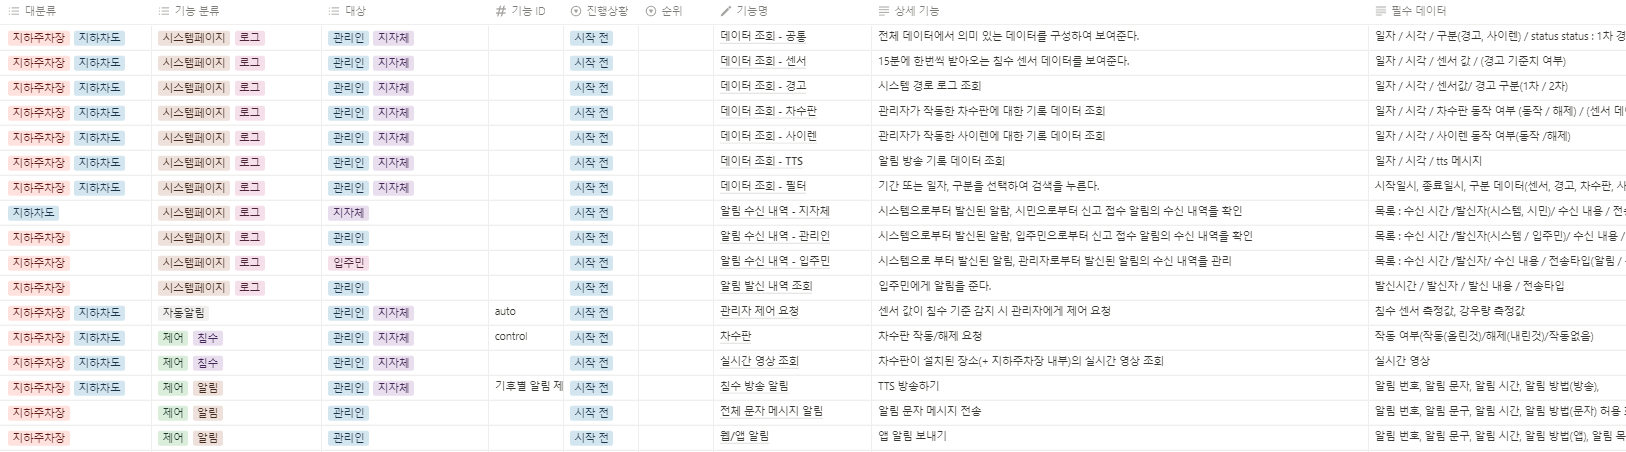 대분류 기능 분류 대상 기능 ID 진행상황 순위 기능명 상세 기능 필수 데이터
지하주차장 지하차도 시스템페이지 로그 관리인 지자체 시작 전 데이터 조회 - 공통 전체 데이터에서 의미 있는 데이터를 구성하여 보여준다. 일자 / 시각 / 구분(경고, 사이렌) / status status : 1차 경
지하주차장 지하차도 시스템페이지 로그 관리인 지자체 시작 전 데이터 조회 - 센서 15분에 한번씩 받아오는 침수 센서 데이터를 보여준다. 일자 / 시각 / 센서 값 / (경고 기준치 여부)
지하주차장 지하차도 시스템페이지 로그 관리인 지자체 시작 전 데이터 조회 - 경고 시스템 경로 로그 조회 일자 / 시각 / 센서값/ 경고 구분(1차 / 2차)
지하주차장 지하차도 시스템페이지 로그 관리인 지자체 시작 전 데이터 조회 - 차수판 관리자가 작동한 차수판에 대한 기록 데이터 조회 일자 / 시각 / 차수판 동작 여부 (동작 / 해제) / (센서 데
지하주차장 지하차도 시스템페이지 로그 관리인 지자체 시작 전 데이터 조회 - 사이렌 관리자가 작동한 사이렌에 대한 기록 데이터 조회 일자 / 시각 / 사이렌 동작 여부(동작 /해제)
지하주차장 지하차도 시스템페이지 로그 관리인 지자체 시작 전 데이터 조회 - TTS 알림 방송 기록 데이터 조회 일자 / 시각 / tts 메시지
지하주차장 지하차도 시스템페이지 로그 관리인 지자체 시작 전 데이터 조회 - 필터 기간 또는 일자, 구분을 선택하여 검색을 누른다. 시작일시, 종료일시, 구분 데이터(센서, 경고, 차수판, 사
지하차도 시스템페이지 로그 지자체 시작 전 알림 수신 내역 - 지자체 시스템으로부터 발신된 알람, 시민으로부터 신고 접수 알림의 수신 내역을 확인 목록 : 수신 시간 /발신자(시스템, 시민)/ 수신 내용 / 전송
지하주차장 시스템페이지 로그 관리인 시작 전 알림 수신 내역 - 관리인 시스템으로부터 발신된 알람, 입주민으로부터 신고 접수 알림의 수신 내역을 확인 목록 : 수신 시간 /발신자(시스템 / 입주민)/ 수신 내용 /
지하주차장 시스템페이지 로그 입주민 시작 전 알림 수신 내역 - 입주민 시스템으로 부터 발신된 알림, 관리자로부터 발신된 알림의 수신 내역을 관리 목록 : 수신 시간 /발신자/ 수신 내용 / 전송타입(알림 /
지하주차장 시스템페이지 로그 관리인 시작 전 알림 발신 내역 조회 입주민에게 알림을 준다. 발신시간 / 발신자 / 발신 내용 / 전송타입
지하주차장 지하차도 자동알림 관리인 지자체 auto 시작 전 관리자 제어 요청 센서 값이 침수 기준 감지 시 관리자에게 제어 요청 침수 센서 측정값, 강우량 측정값
지하주차장 지하차도 제어 침수 관리인 지자체 control 시작 전 차수판 차수판 작동/해제 요청 작동 여부(작동(올린것)/해제(내린것)/작동없음)
지하주차장 지하차도 제어 침수 관리인 지자체 시작 전 실시간 영상 조회 차수판이 설치된 장소(+ 지하주차장 내부)의 실시간 영상 조회 실시간 영상
지하주차장 지하차도 제어 알림 관리인 지자체 기후별 알림 제 시작 전 침수 방송 알림 TTS 방송하기 알림 번호, 알림 문자, 알림 시간, 알림 방법(방송),
지하주차장 제어 알림 관리인 시작 전 전체 문자 메시지 알림 알림 문자 메시지 전송 알림 번호, 알림 문구, 알림 시간, 알림 방법(문자) 허용
지하주차장 제어 알림 관리인 시작 전 웹/앱 알림 앱 알림 보내기 알림 번호, 알림 문구, 알림 시간, 알림 방법(앱), 알림 목